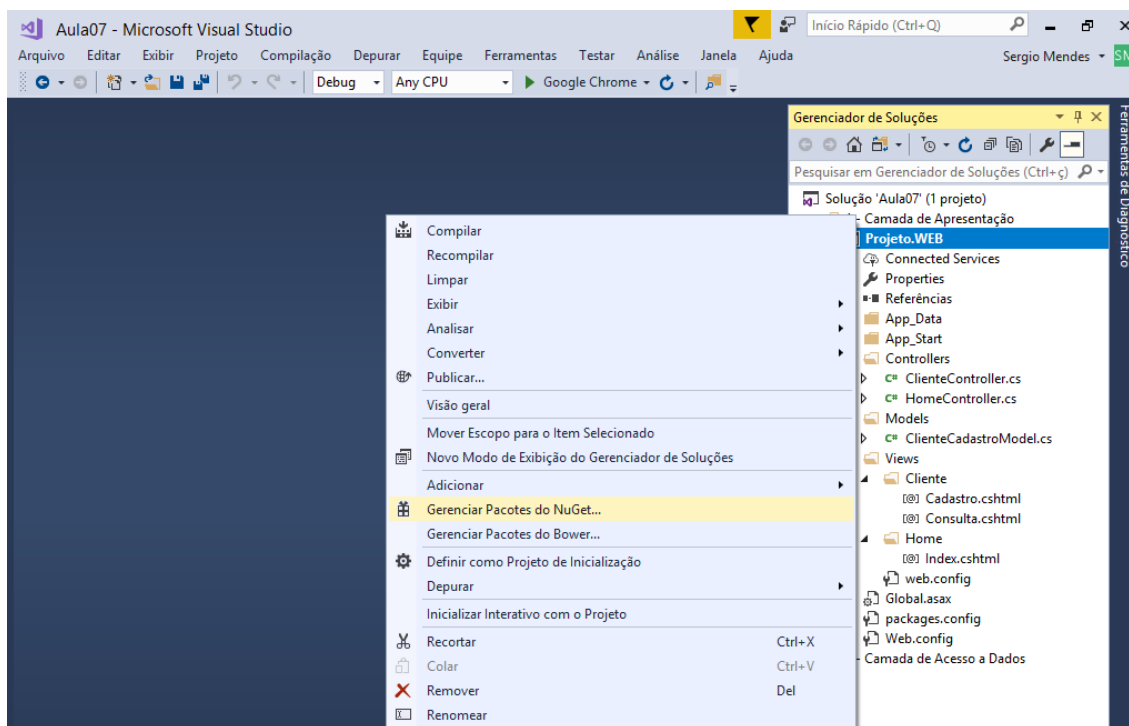 Aula07 - Microsoft Visual Studio
Início Rápido (Ctrl+Q)
Arquivo Editar Exibir Projeto Compilação Depurar Equipe Ferramentas Testar Análise Janela Ajuda
Sergio Mendes
SN
Debug Any CPU Google Chrome
Gerenciador de Soluções
Pesquisar em Gerenciador de Soluções (Ctrl+ç)
Solução 'Aula07' (1 projeto)
- Camada de Apresentação
Projeto.WEB
Connected Services
Properties
Referências
App_Data
App_Start
Controllers
C# ClienteController.cs
C# HomeController.cs
Models
C# ClienteCadastroModel.cs
Views
Cliente
[@] Cadastro.cshtml
[@] Consulta.cshtml
Home
[@] Index.cshtml
web.config
Global.asax
packages.config
Web.config
- Camada de Acesso a Dados
Ferramentas de Diagnóstico
Compilar
Recompilar
Limpar
Exibir
Analisar
Converter
Publicar...
Visão geral
Mover Escopo para o Item Selecionado
Novo Modo de Exibição do Gerenciador de Soluções
Adicionar
Gerenciar Pacotes do NuGet...
Gerenciar Pacotes do Bower...
Definir como Projeto de Inicialização
Depurar
Inicializar Interativo com o Projeto
Recortar Ctrl+X
Colar Ctrl+V
Remover Del
Renomear